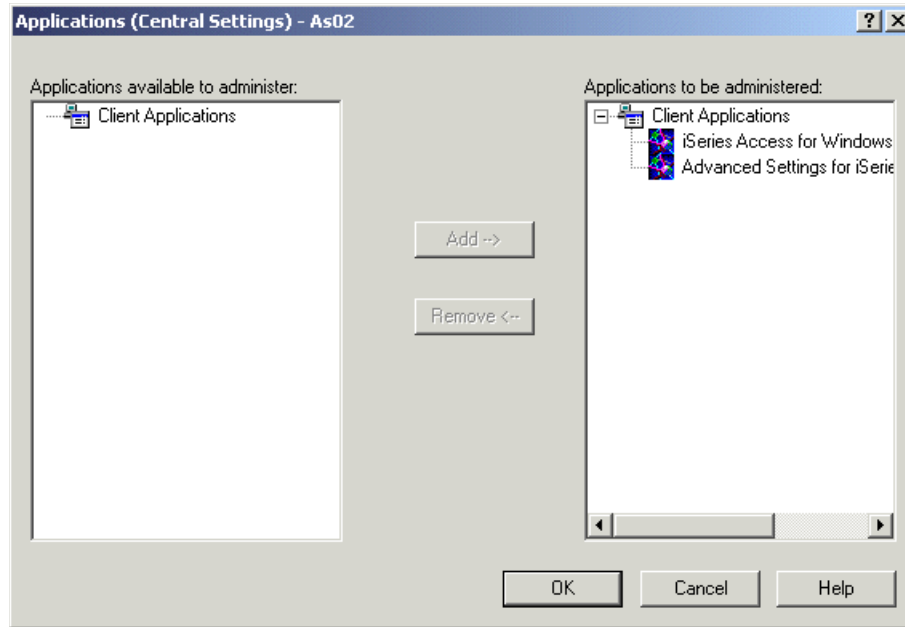 Applications (Central Settings) - As02
Applications available to administer:
Client Applications
Applications to be administered:
Client Applications
iSeries Access for Windows
Advanced Settings for iSerie
Add -->
Remove <--
OK
Cancel
Help